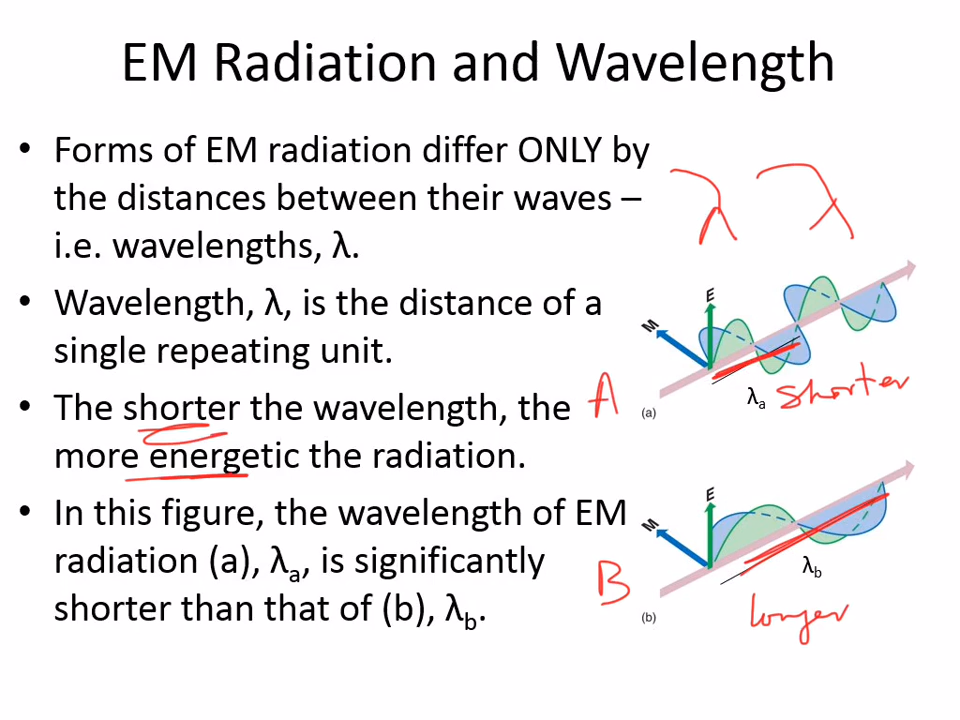 EM Radiation and Wavelength
• Forms of EM radiation differ ONLY by
the distances between their waves –
i.e. wavelengths, λ.
• Wavelength, λ, is the distance of a
single repeating unit.
• The shorter the wavelength, the
more energetic the radiation.
• In this figure, the wavelength of EM
radiation (a), λa, is significantly
shorter than that of (b), λb.
λ λ
E
M
A
λa shorter
(a)
E
M
λb
B
(b)
longer